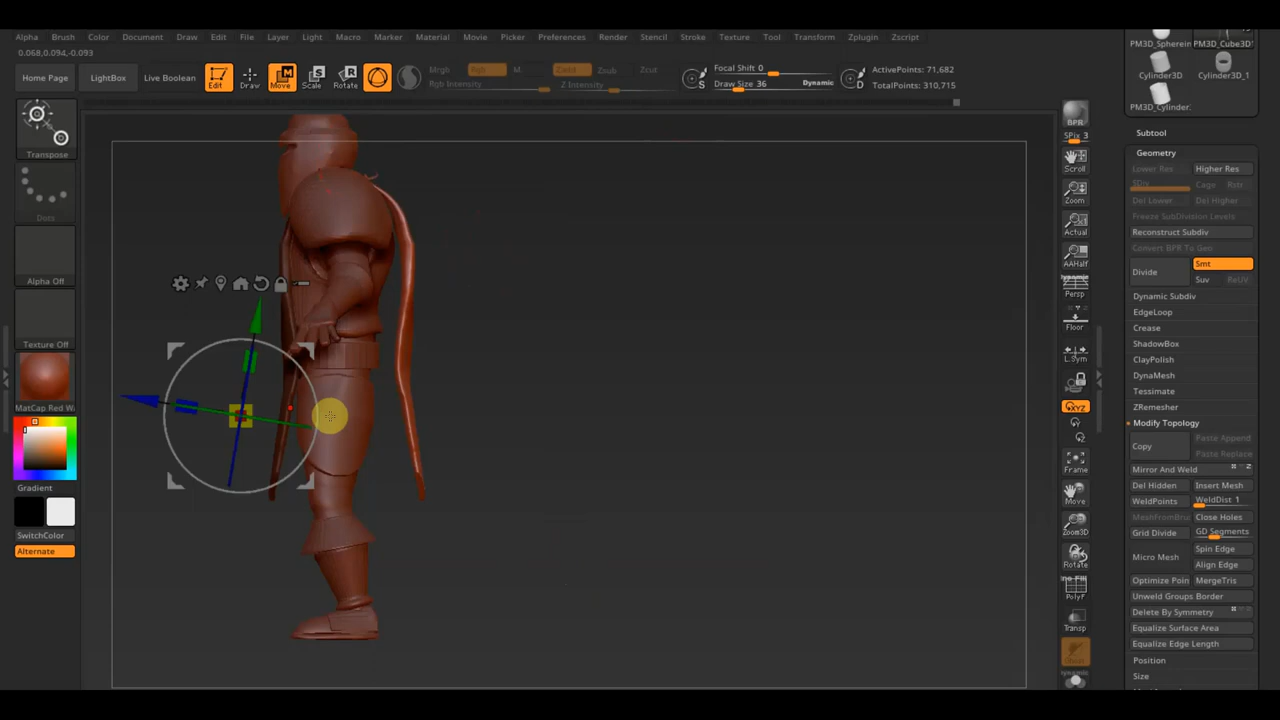 Alpha Brush Color Document Draw Edit File Layer Light Macro Marker Material Movie Picker Preferences Render Stencil Stroke Texture Tool Transform Zplugin Zscript
0.068,0.094,-0.093
Home Page LightBox Live Boolean Edit Draw Move Scale Rotate
Mrgb Rgb M Zadd Zsub Zcut
Rgb Intensity Z Intensity
Focal Shift 0
Draw Size 36 Dynamic
ActivePoints: 71,682
TotalPoints: 310,715
Transpose
Dots
Alpha Off
Texture Off
MatCap Red Wa
Gradient
SwitchColor
Alternate
BPR
SPix 3
Scroll
Zoom
Actual
AAHalf
Dynamic
Persp
Floor
L.Sym
XYZ
Frame
Move
Zoom3D
Rotate
PolyF
Transp
Dynamic
PM3D_Spherein PM3D_Cube3D
Cylinder3D Cylinder3D_1
PM3D_Cylinder.
Subtool
Geometry
Lower Res Higher Res
SDiv Cage Rstr
Del Lower Del Higher
Freeze SubDivision Levels
Reconstruct Subdiv
Convert BPR To Geo
Divide Smt
Suv ReUV
Dynamic Subdiv
EdgeLoop
Crease
ShadowBox
ClayPolish
DynaMesh
Tessimate
ZRemesher
Modify Topology
Copy Paste Append
Paste Replace
Mirror And Weld
Del Hidden Insert Mesh
WeldPoints WeldDist 1
MeshFromBru Close Holes
Grid Divide GD Segments
Micro Mesh Spin Edge
Align Edge
Optimize Poin MergeTris
Unweld Groups Border
Delete By Symmetry
Equalize Surface Area
Equalize Edge Length
Position
Size